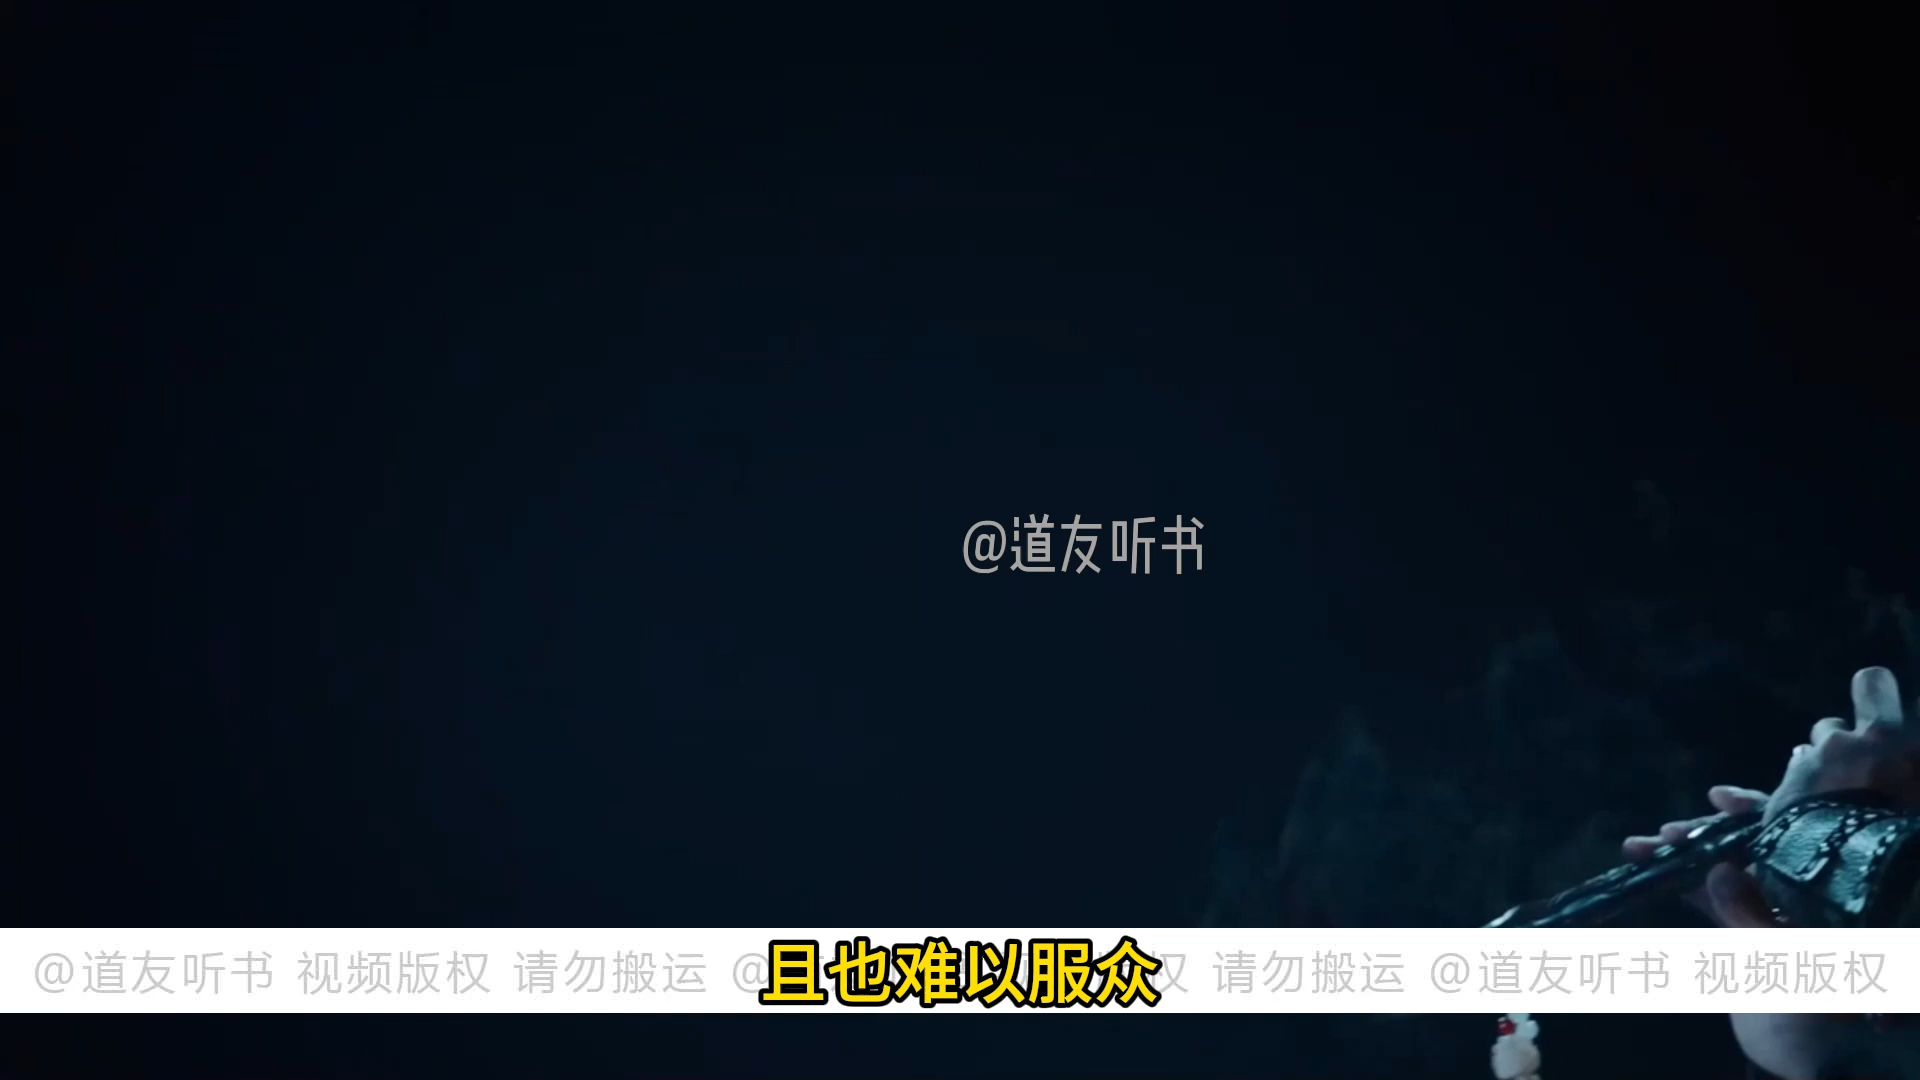 @道友听书
@道友听书 视频版权 请勿搬运 @ 权 请勿搬运 @道友听书 视频版权
且也难以服众